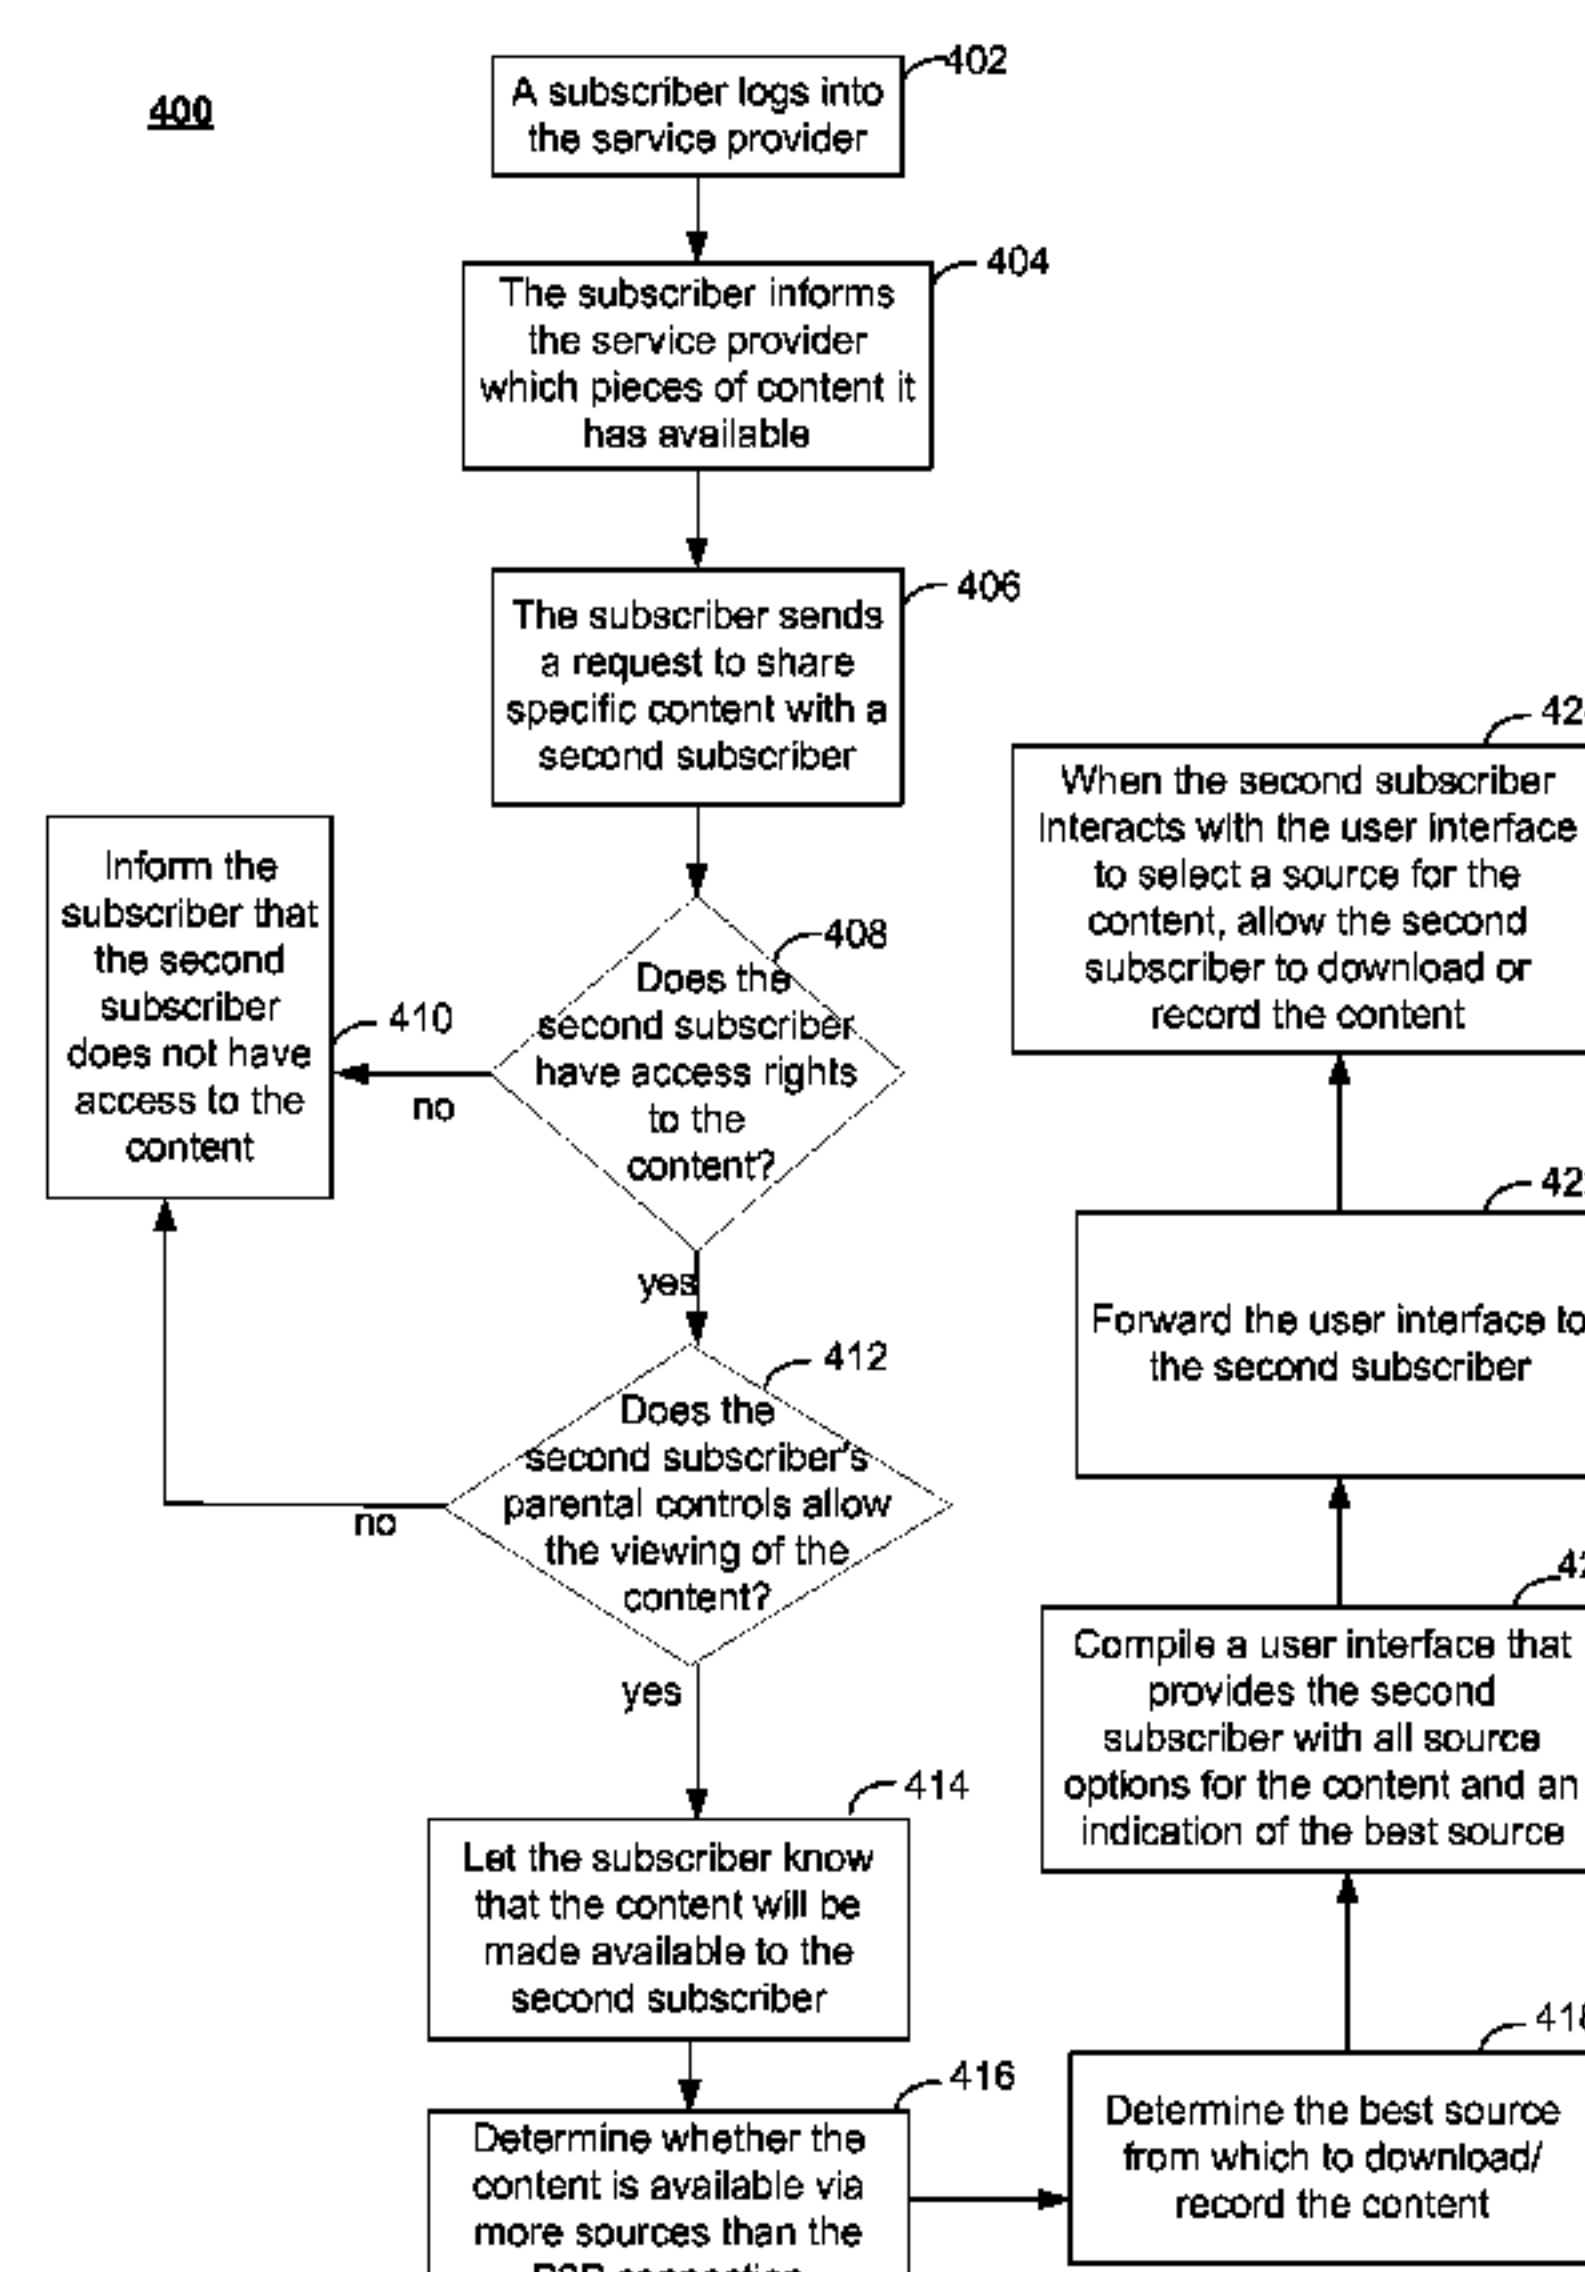 400
402
A subscriber logs into
the service provider
404
The subscriber informs
the service provider
which pieces of content it
has available
406
The subscriber sends
a request to share
specific content with a
second subscriber
408
Does the
second subscriber
have access rights
to the
content?
no
410
Inform the
subscriber that
the second
subscriber
does not have
access to the
content
yes
412
Does the
second subscriber's
parental controls allow
the viewing of the
content?
no
yes
414
Let the subscriber know
that the content will be
made available to the
second subscriber
416
Determine whether the
content is available via
more sources than the
418
Determine the best source
from which to download/
record the content
Compile a user interface that
provides the second
subscriber with all source
options for the content and an
indication of the best source
Forward the user interface to
the second subscriber
When the second subscriber
interacts with the user interface
to select a source for the
content, allow the second
subscriber to download or
record the content